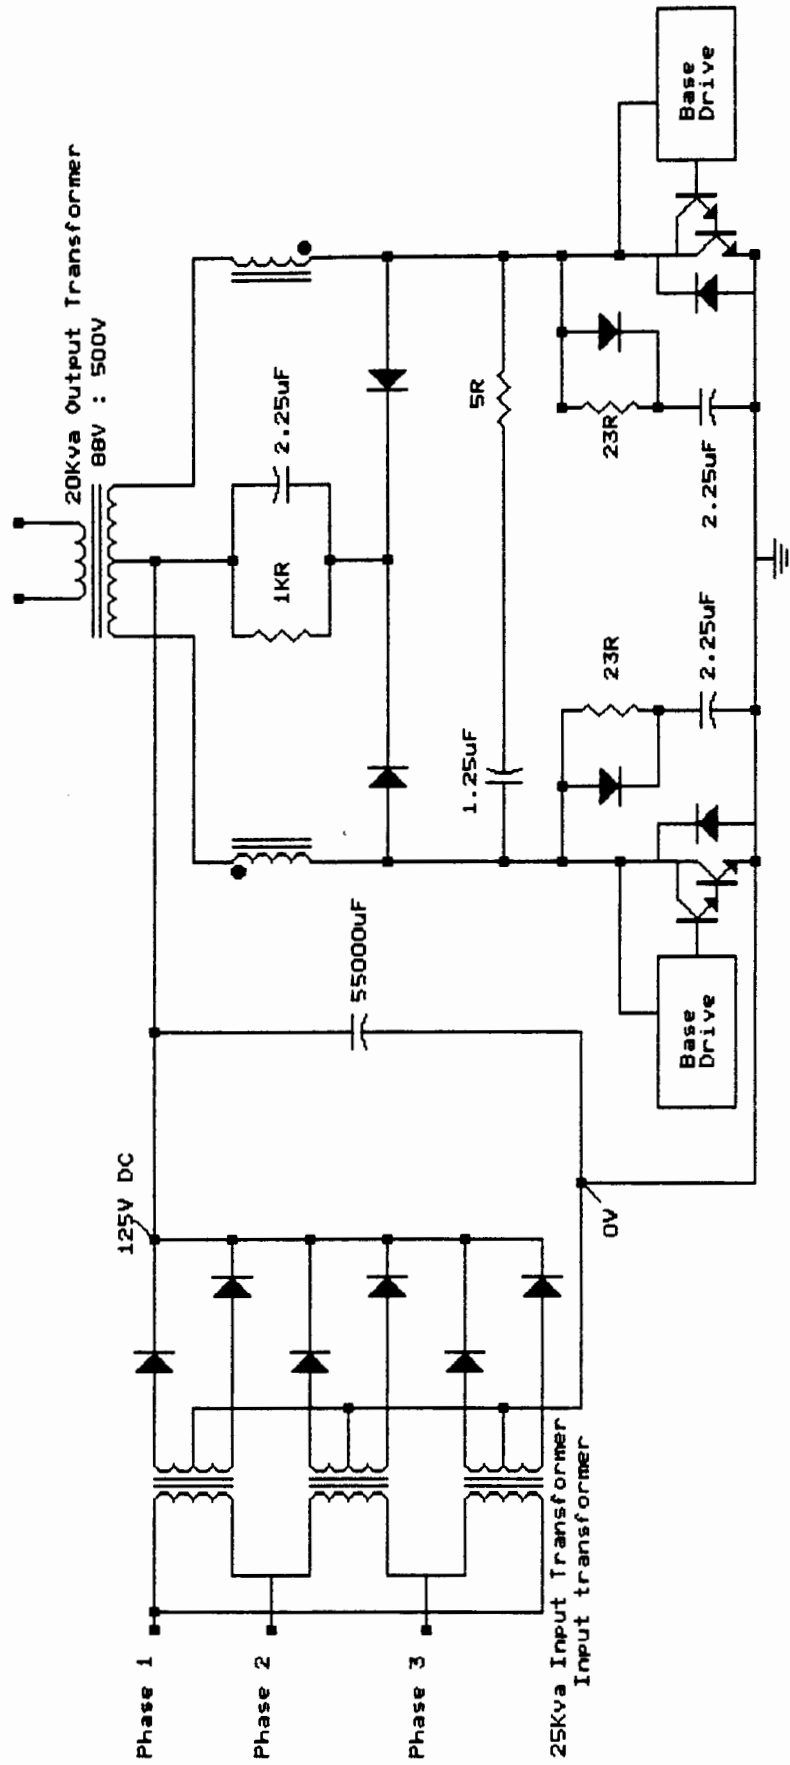 20Kva Output Transformer
88V : 500V
125V DC
55000uF
1KR
2.25uF
1.25uF
5R
23R
2.25uF
23R
2.25uF
Base
Drive
Base
Drive
0V
Phase 1
Phase 2
Phase 3
25Kva Input Transformer
Input transformer